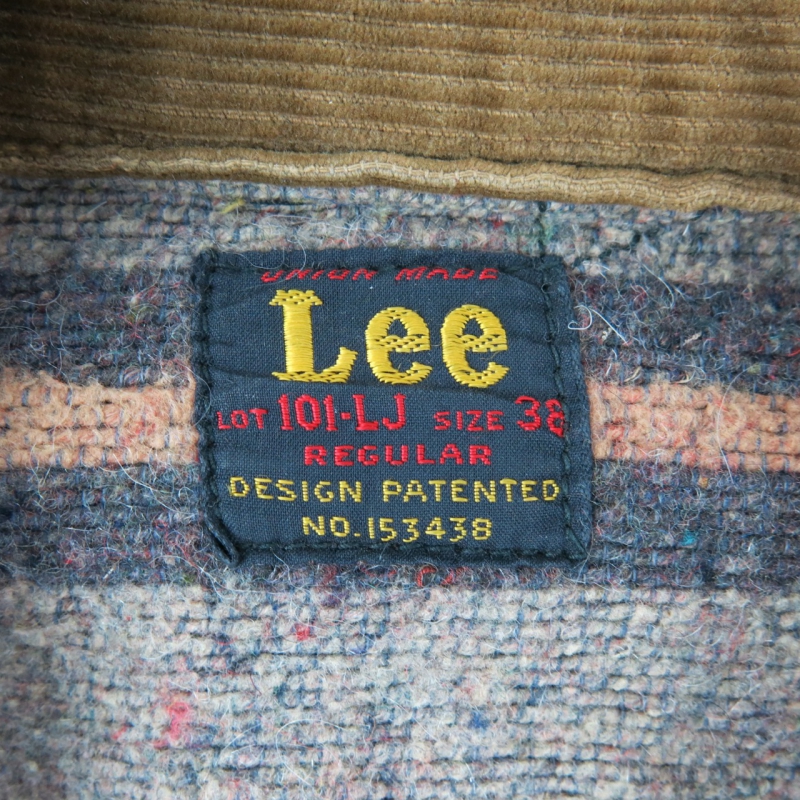 UNION MADE
Lee
LOT 101-LJ SIZE 38
REGULAR
DESIGN PATENTED
NO.153438